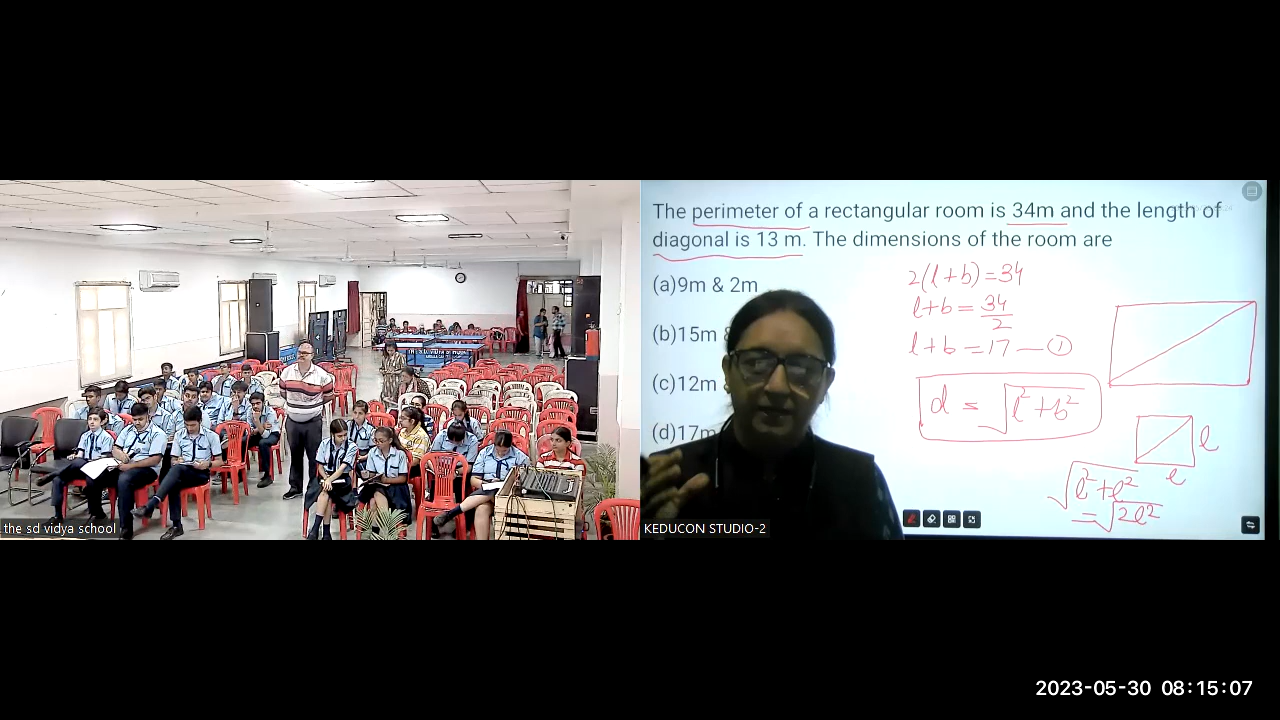 The perimeter of a rectangular room is 34m and the length of
diagonal is 13 m. The dimensions of the room are
(a)9m & 2m
(b)15m
(c)12m
(d)17m
2(l+b)=34
l+b=34/2
l+b=17—①
d = √l²+b²
l
l
√l²+l²
=√2l²
the sd vidya school
KEDUCON STUDIO-2
2023-05-30 08:15:07